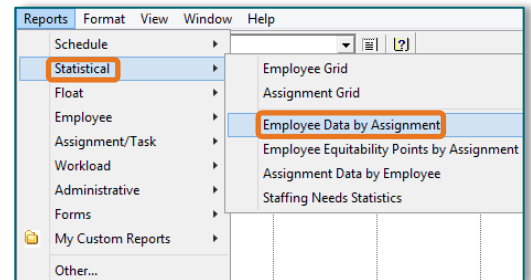 Reports Format View Window Help
Schedule
Statistical
Float
Employee
Assignment/Task
Workload
Administrative
Forms
My Custom Reports
Other...
Employee Grid
Assignment Grid
Employee Data by Assignment
Employee Equitability Points by Assignment
Assignment Data by Employee
Staffing Needs Statistics